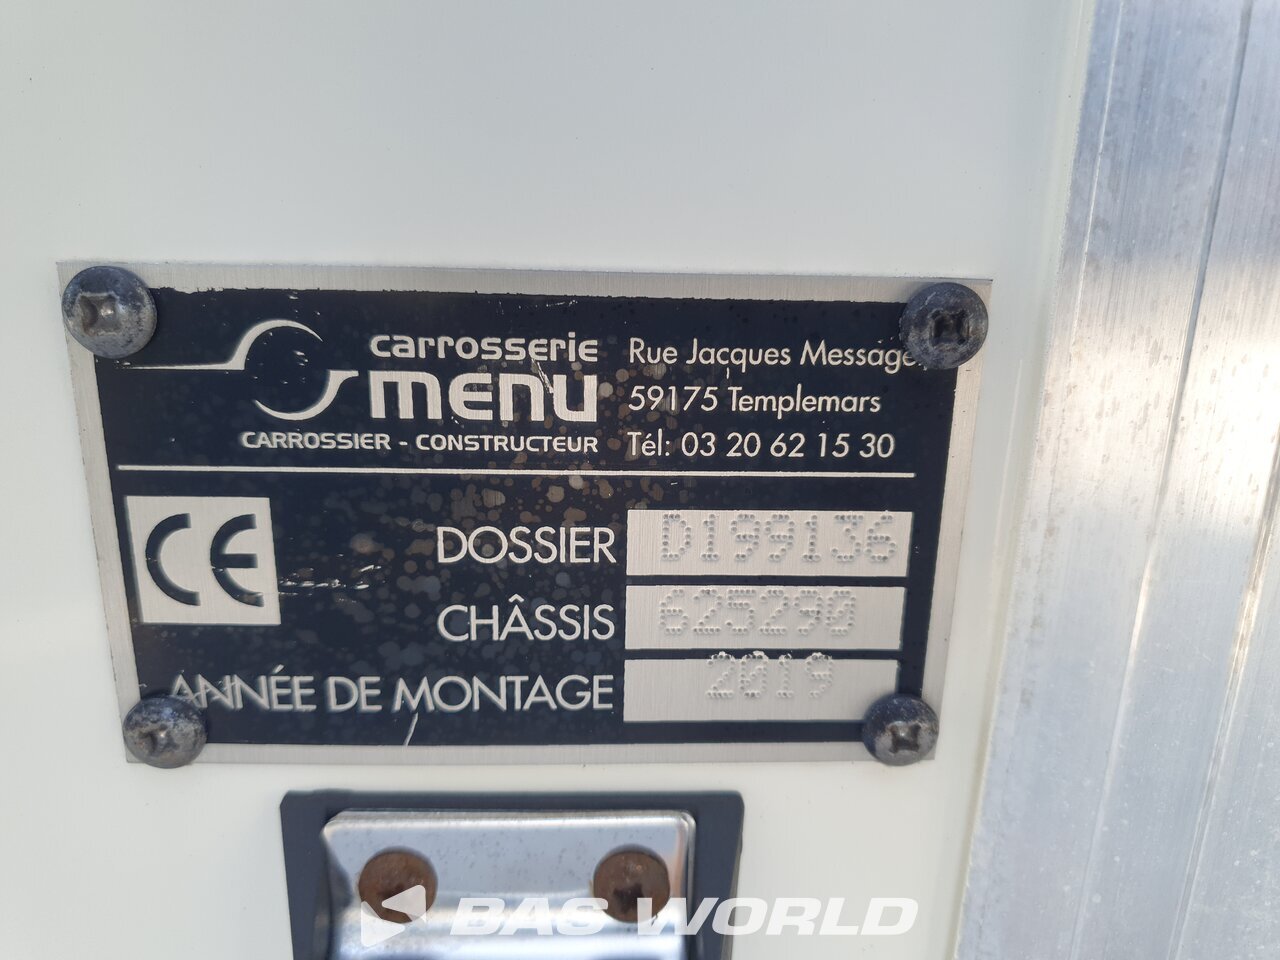 carrosserie
menu
CARROSSIER - CONSTRUCTEUR
Rue Jacques Messager
59175 Templemars
Tél: 03 20 62 15 30
CE
DOSSIER D199136
CHÂSSIS 625290
ANNÉE DE MONTAGE 2019
BAS WORLD